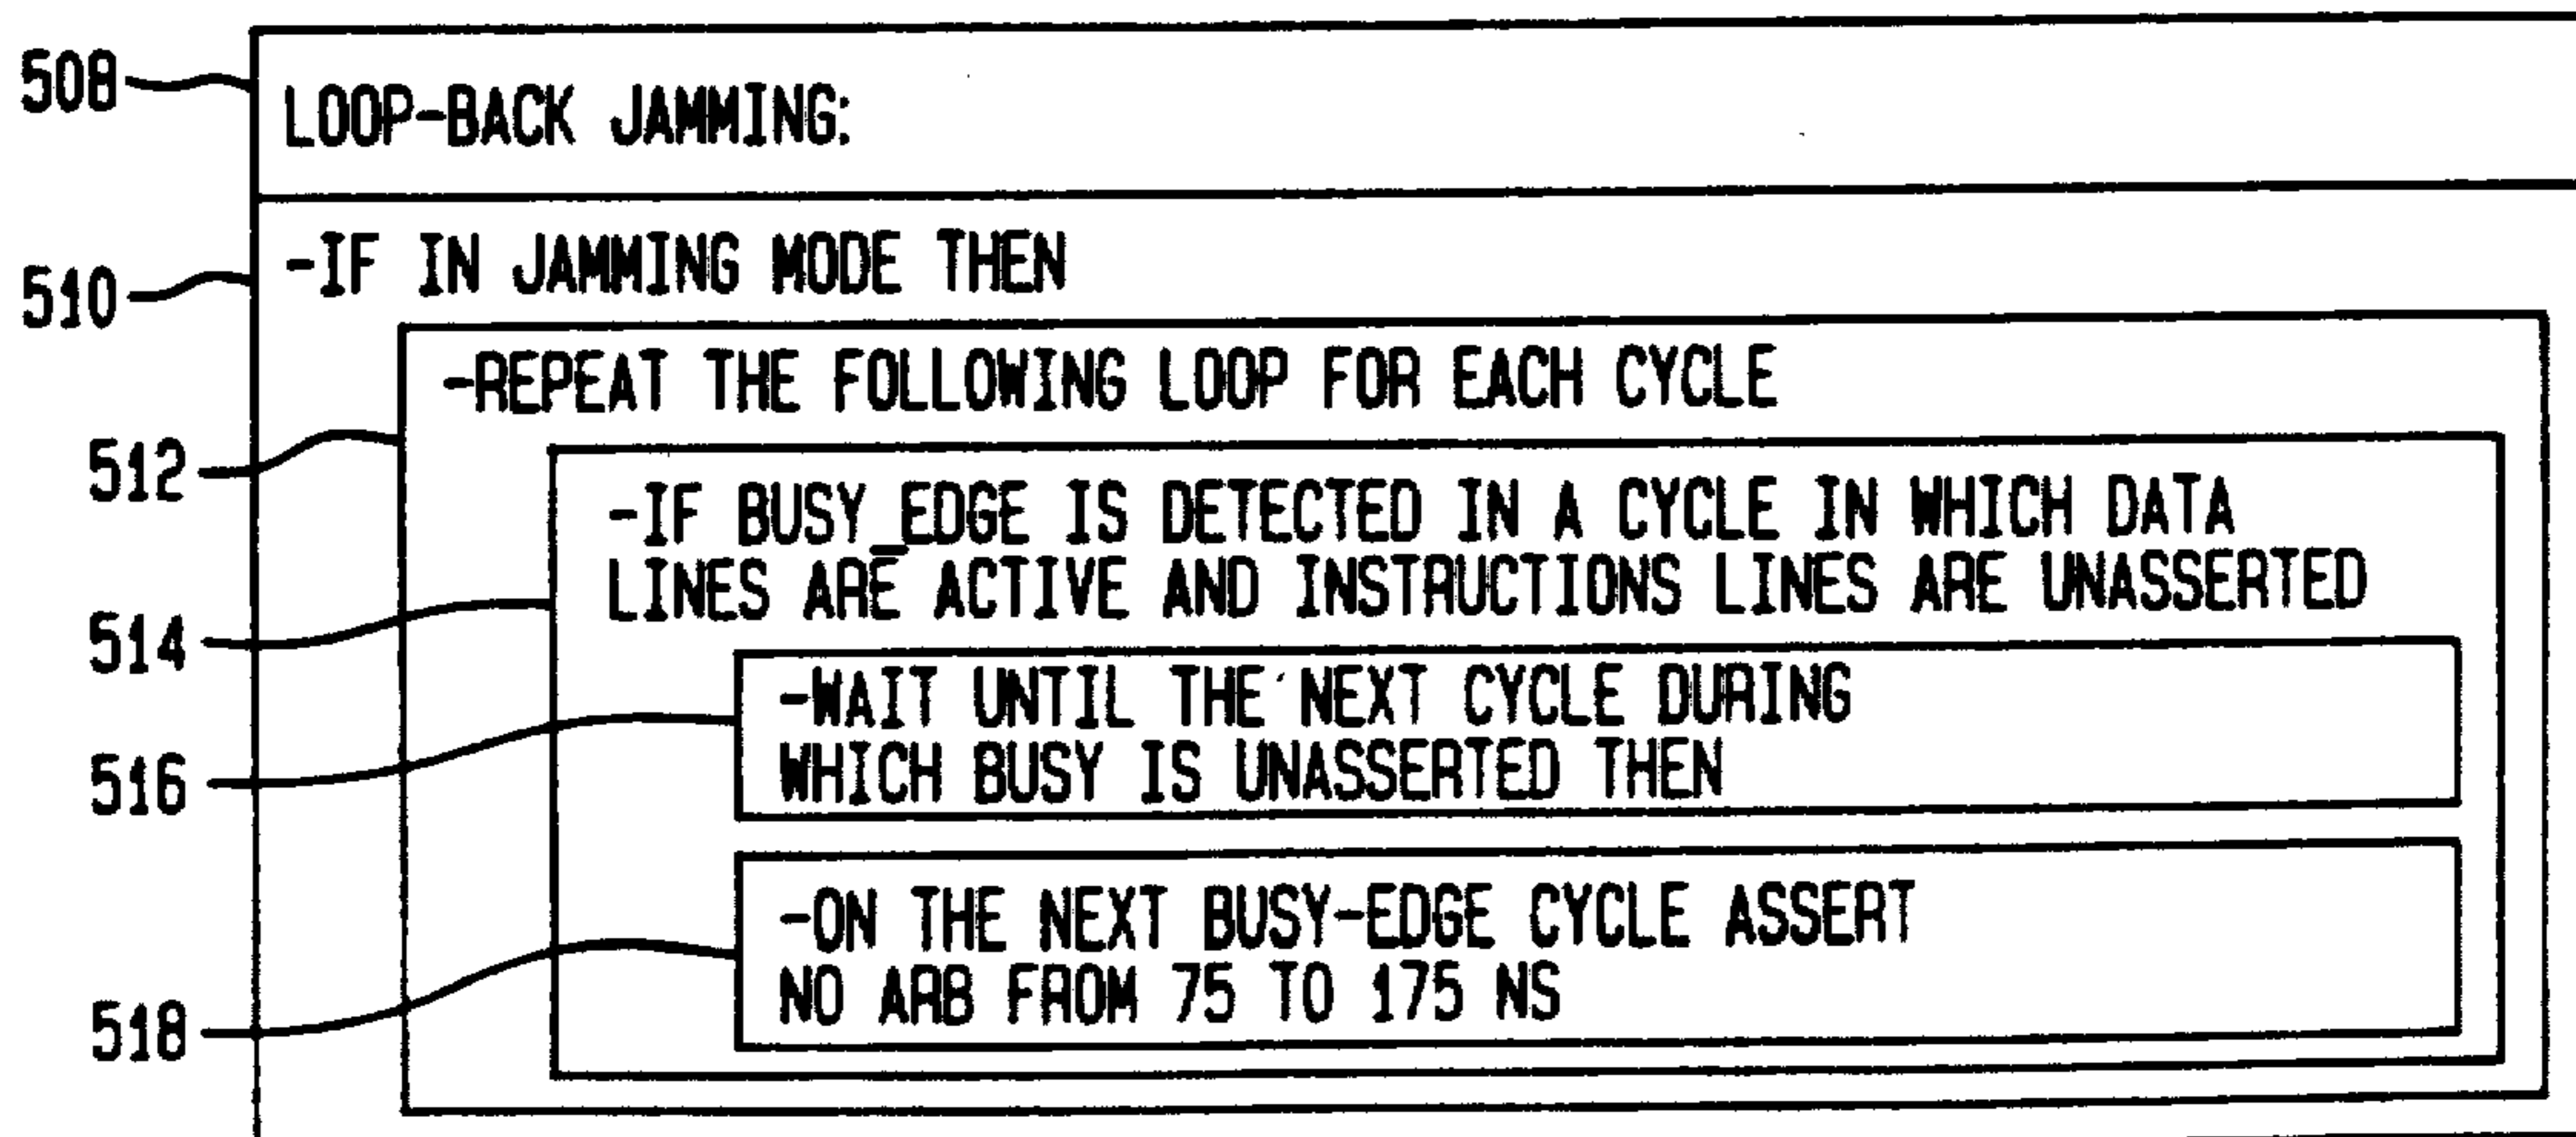 508
LOOP-BACK JAMMING:
510
-IF IN JAMMING MODE THEN
-REPEAT THE FOLLOWING LOOP FOR EACH CYCLE
512
-IF BUSY_EDGE IS DETECTED IN A CYCLE IN WHICH DATA
LINES ARE ACTIVE AND INSTRUCTIONS LINES ARE UNASSERTED
514
-WAIT UNTIL THE NEXT CYCLE DURING
WHICH BUSY IS UNASSERTED THEN
516
-ON THE NEXT BUSY-EDGE CYCLE ASSERT
NO ARB FROM 75 TO 175 NS
518